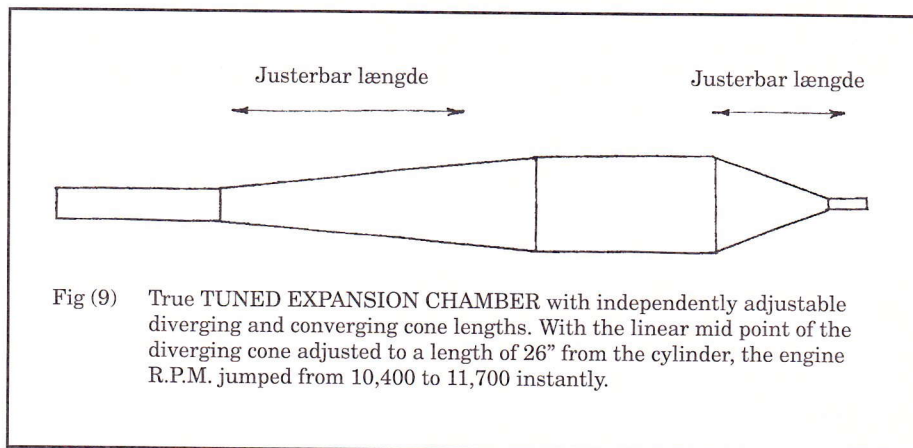 Justerbar længde
Justerbar længde
Fig (9) True TUNED EXPANSION CHAMBER with independently adjustable
diverging and converging cone lengths. With the linear mid point of the
diverging cone adjusted to a length of 26” from the cylinder, the engine
R.P.M. jumped from 10,400 to 11,700 instantly.